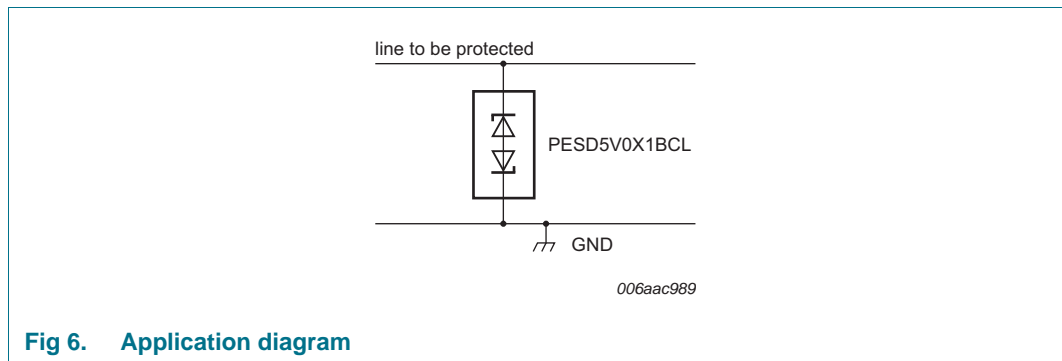 line to be protected
PESD5V0X1BCL
GND
006aac989
Fig 6. Application diagram